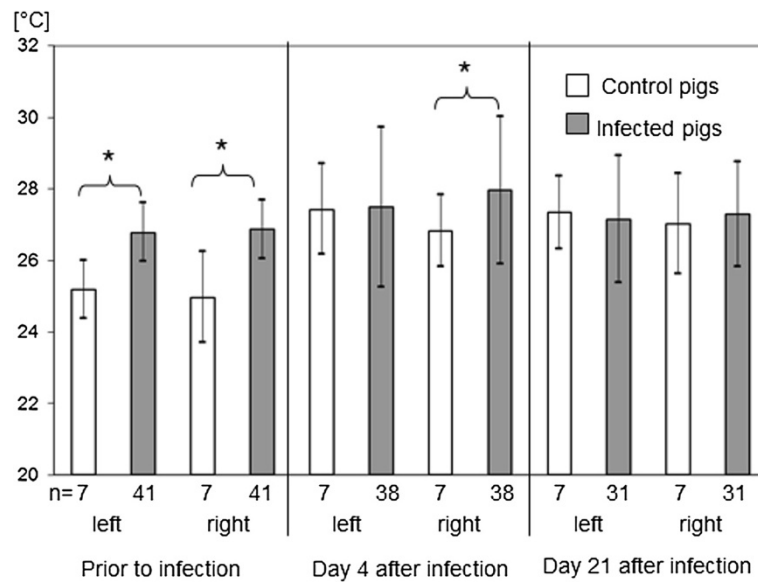 [°C]
32
30
28
26
24
22
20
* * *
Control pigs
Infected pigs
n= 7 41 7 41 7 38 7 38 7 31 7 31
left right left right left right
Prior to infection Day 4 after infection Day 21 after infection